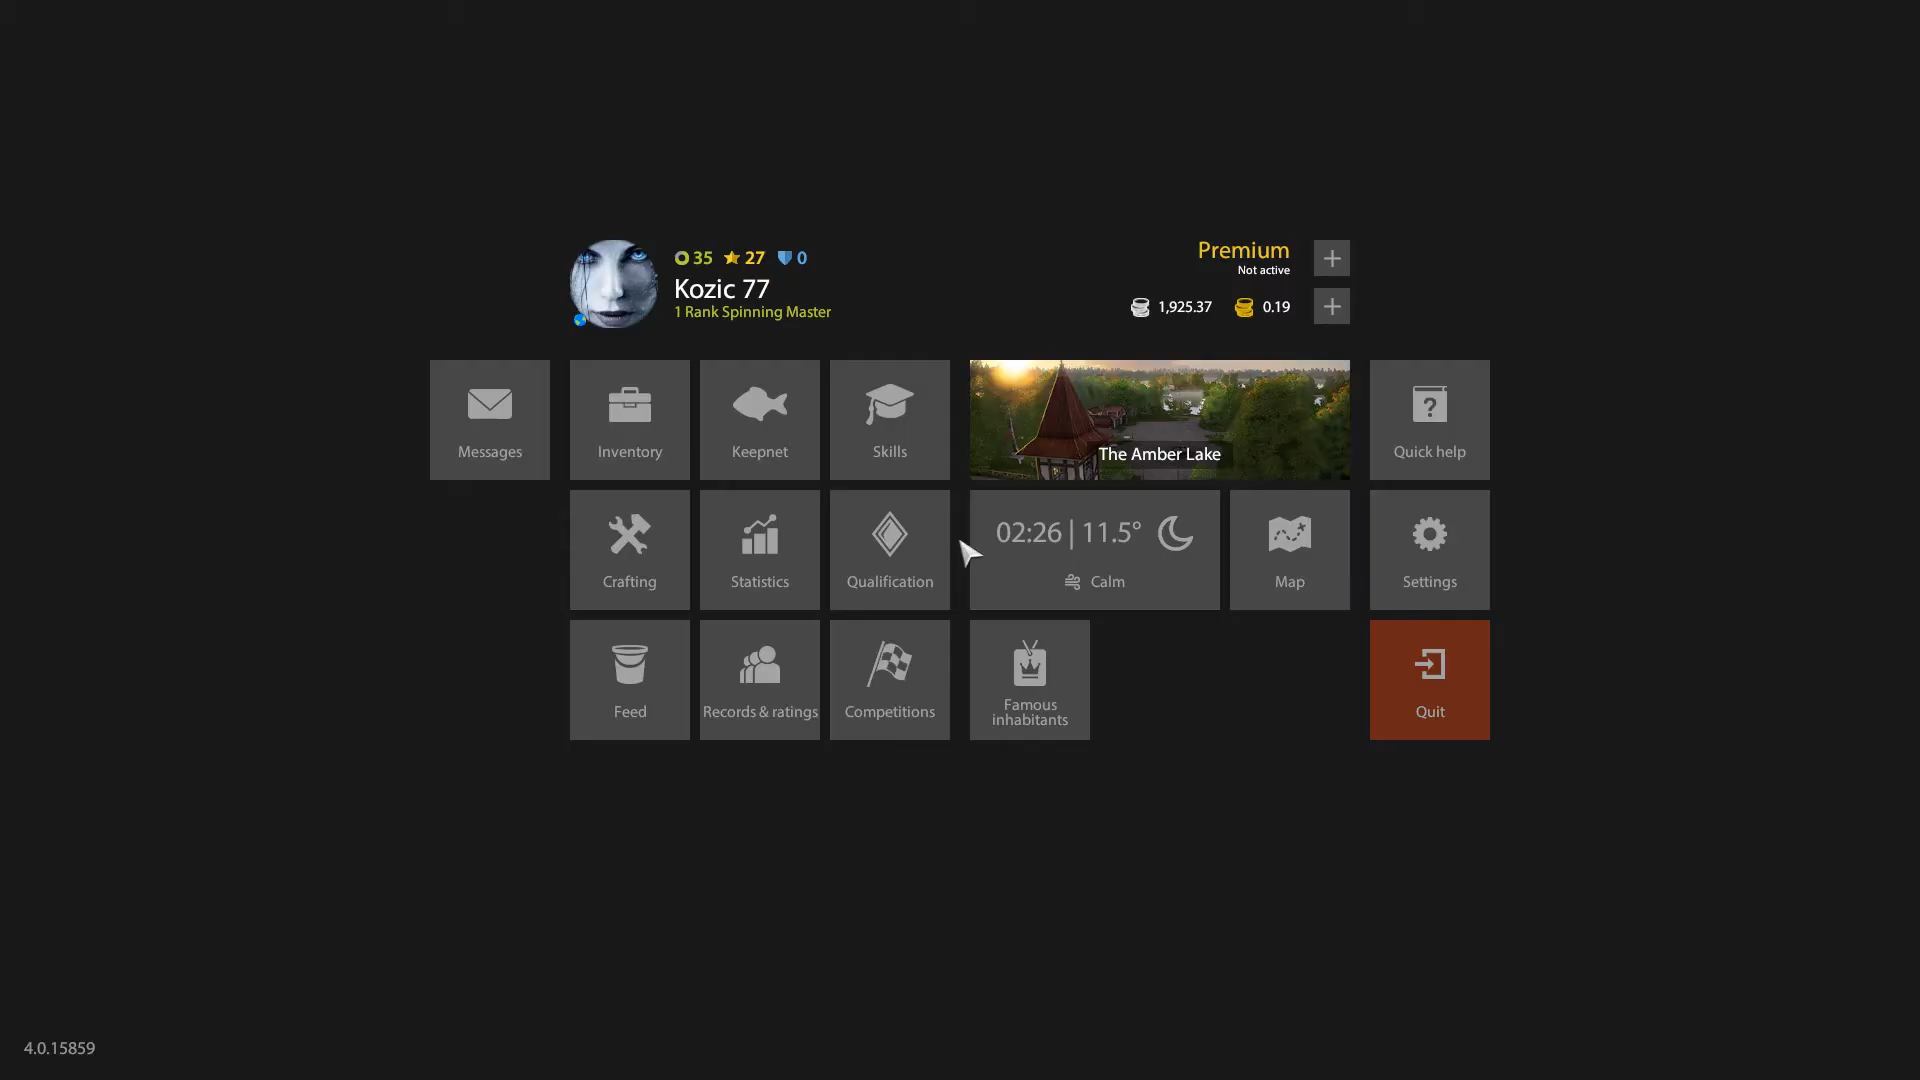 35 27 0
Kozic 77
1 Rank Spinning Master
Premium
Not active
1,925.37 0.19
Messages
Inventory
Keepnet
Skills
The Amber Lake
Quick help
Crafting
Statistics
Qualification
02:26 | 11.5°
Calm
Map
Settings
Feed
Records & ratings
Competitions
Famous
inhabitants
Quit
4.0.15859